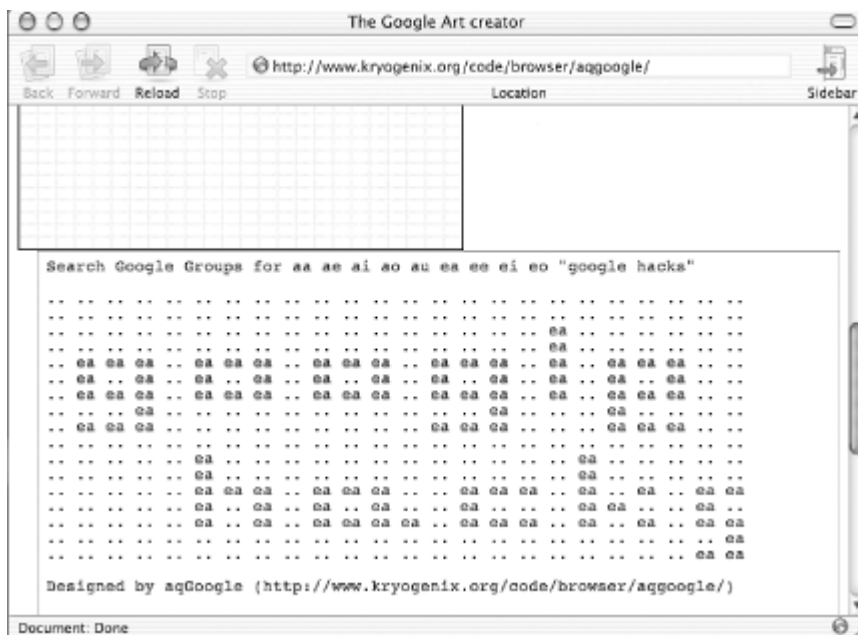 The Google Art creator
http://www.kryogenix.org/code/browser/aqgoogle/
Back Forward Reload Stop Location Sidebar
Search Google Groups for aa ae ai ao au ea ee ei eo "google hacks"
.. .. .. .. .. .. .. .. .. .. .. .. .. .. .. .. .. .. .. .. .. .. .. ..
.. .. .. .. .. .. .. .. .. .. .. .. .. .. .. .. .. .. .. .. .. .. .. ..
.. .. .. .. .. .. .. .. .. .. .. .. .. .. .. .. .. ea .. .. .. .. .. ..
.. .. .. .. .. .. .. .. .. .. .. .. .. .. .. .. .. ea .. .. .. .. .. ..
.. ea ea ea .. ea ea ea .. ea ea ea .. ea ea ea .. ea .. ea ea ea .. ..
.. ea .. ea .. ea .. ea .. ea .. ea .. ea .. ea .. ea .. ea .. ea .. ..
.. ea ea ea .. ea ea ea .. ea ea ea .. ea ea ea .. ea .. ea ea ea .. ..
.. .. .. ea .. .. .. .. .. .. .. .. .. .. .. ea .. .. .. ea .. .. .. ..
.. ea ea ea .. .. .. .. .. .. .. .. .. ea ea ea .. .. .. ea ea ea .. ..
.. .. .. .. .. .. .. .. .. .. .. .. .. .. .. .. .. .. .. .. .. .. .. ..
.. .. .. .. .. ea .. .. .. .. .. .. .. .. .. .. .. .. ea .. .. .. .. ..
.. .. .. .. .. ea .. .. .. .. .. .. .. .. .. .. .. .. ea .. .. .. .. ..
.. .. .. .. .. ea ea ea .. ea ea ea .. .. ea ea ea .. ea .. ea .. ea ea
.. .. .. .. .. ea .. ea .. ea .. ea .. .. ea .. .. .. ea ea .. .. ea ..
.. .. .. .. .. ea .. ea .. ea ea ea ea .. ea ea ea .. ea .. ea .. ea ea
.. .. .. .. .. .. .. .. .. .. .. .. .. .. .. .. .. .. .. .. .. .. .. ea
.. .. .. .. .. .. .. .. .. .. .. .. .. .. .. .. .. .. .. .. .. .. ea ea
Designed by aqGoogle (http://www.kryogenix.org/code/browser/aqgoogle/)
Document: Done